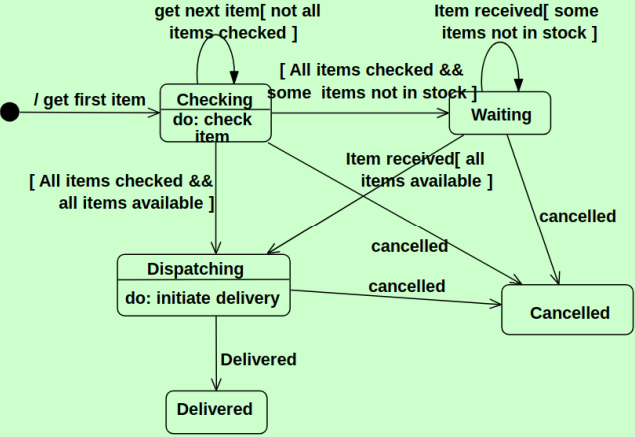 get next item[ not all
items checked ]
Item received[ some
items not in stock ]
[ All items checked &&
some items not in stock ]
/ get first item
Checking
do: check
item
Waiting
Item received[ all
items available ]
[ All items checked &&
all items available ]
cancelled
cancelled
Dispatching
do: initiate delivery
cancelled
Cancelled
Delivered
Delivered